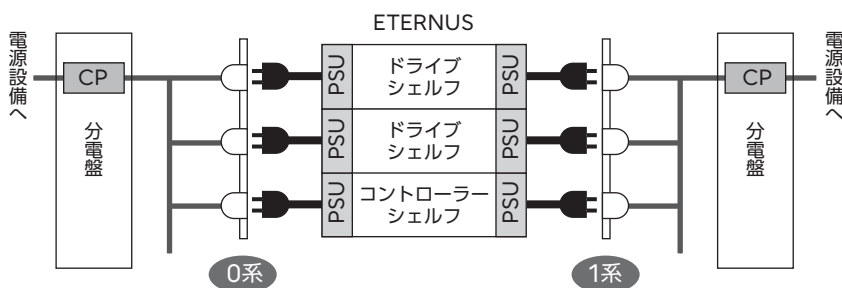 ETERNUS
電源設備へ
CP
分電盤
PSU
ドライブ
シェルフ
PSU
PSU
ドライブ
シェルフ
PSU
PSU
コントローラー
シェルフ
PSU
CP
分電盤
電源設備へ
0系
1系